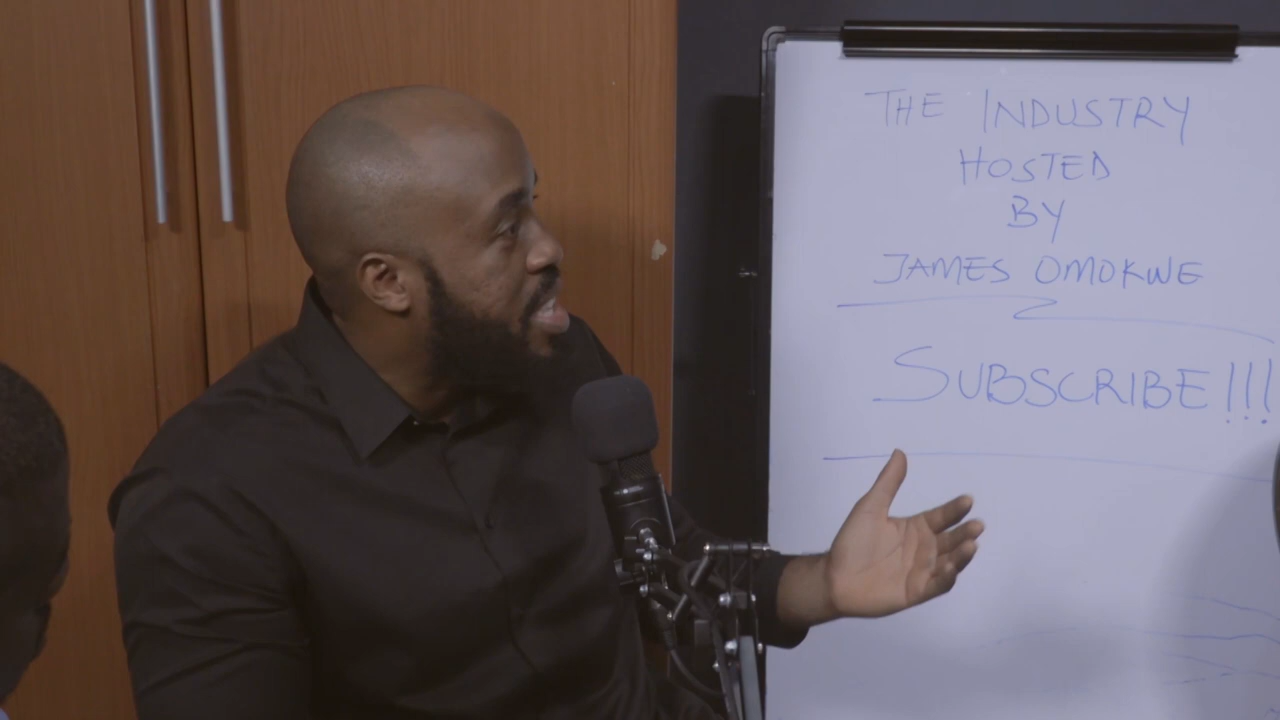 THE INDUSTRY
HOSTED
BY
JAMES OMOKWE
SUBSCRIBE!!!